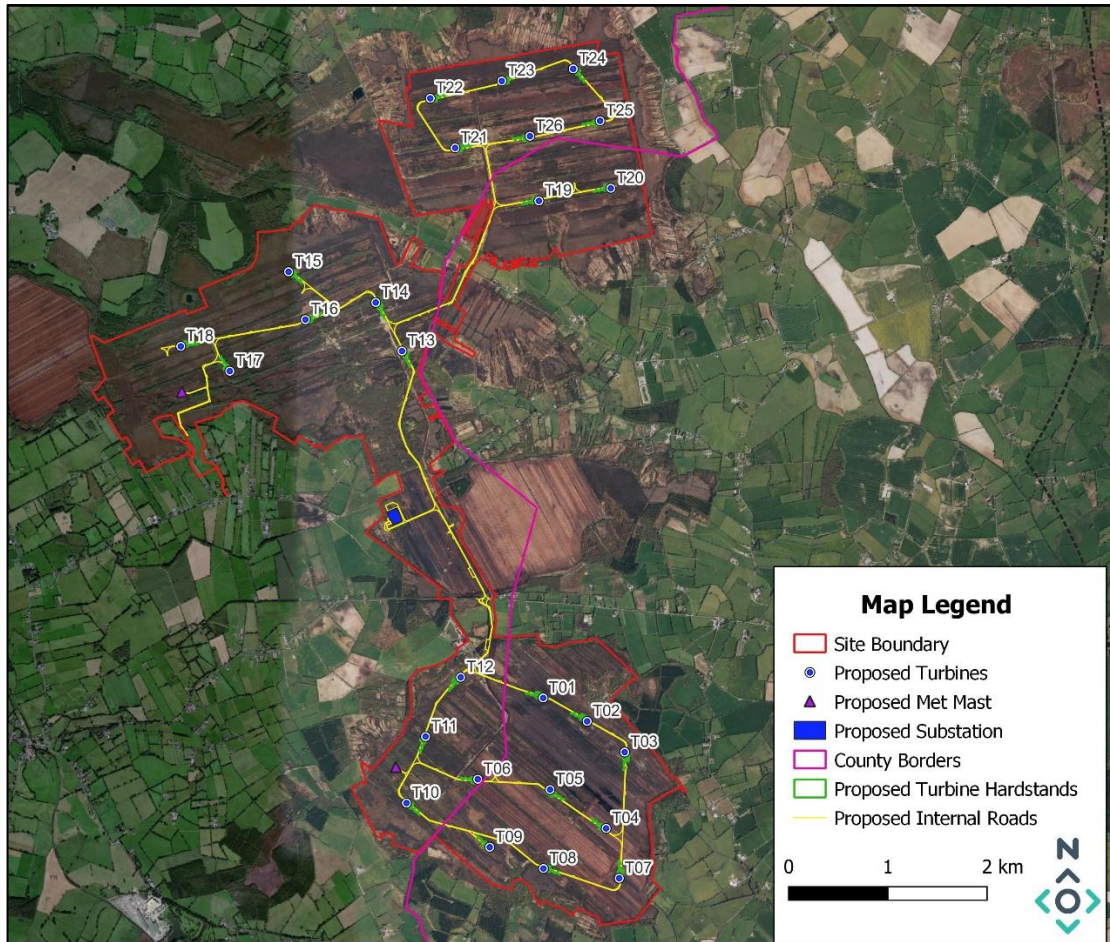 T24
T23
T22
T25
T26
T21
T20
T19
T15
T14
T16
T18
T13
T17
T12
T01
T02
T03
T11
T06
T05
T10
T04
T09
T08
T07
Map Legend
Site Boundary
Proposed Turbines
Proposed Met Mast
Proposed Substation
County Borders
Proposed Turbine Hardstands
Proposed Internal Roads
0 1 2 km
N